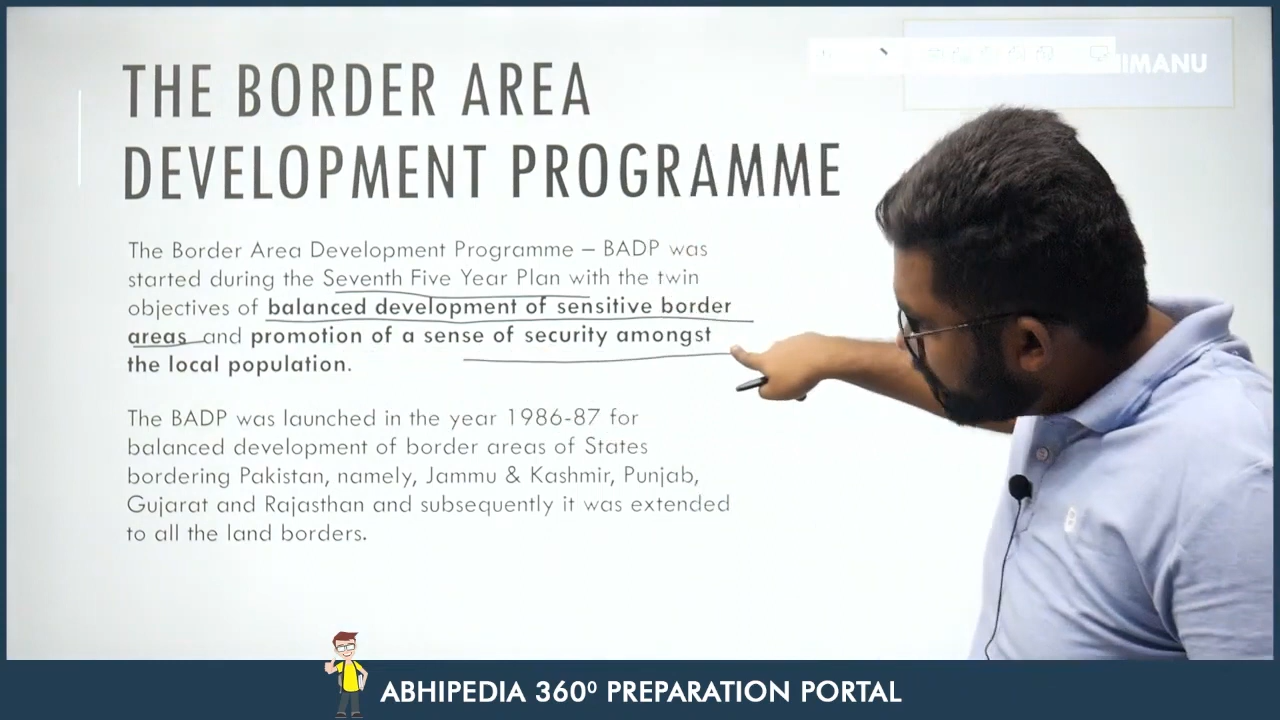 THE BORDER AREA
DEVELOPMENT PROGRAMME
The Border Area Development Programme – BADP was
started during the Seventh Five Year Plan with the twin
objectives of balanced development of sensitive border
areas and promotion of a sense of security amongst
the local population.
The BADP was launched in the year 1986-87 for
balanced development of border areas of States
bordering Pakistan, namely, Jammu & Kashmir, Punjab,
Gujarat and Rajasthan and subsequently it was extended
to all the land borders.
ABHIPEDIA 360⁰ PREPARATION PORTAL